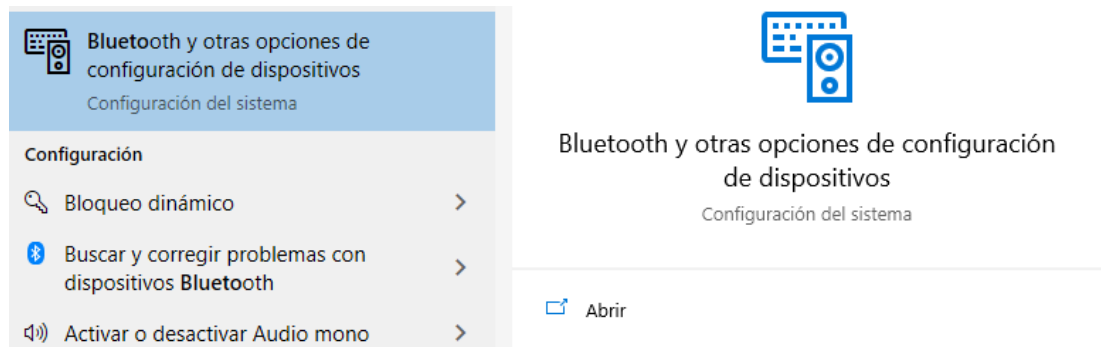 Bluetooth y otras opciones de
configuración de dispositivos
Configuración del sistema
Configuración
Bloqueo dinámico
Buscar y corregir problemas con
dispositivos Bluetooth
Activar o desactivar Audio mono
Bluetooth y otras opciones de configuración
de dispositivos
Configuración del sistema
Abrir